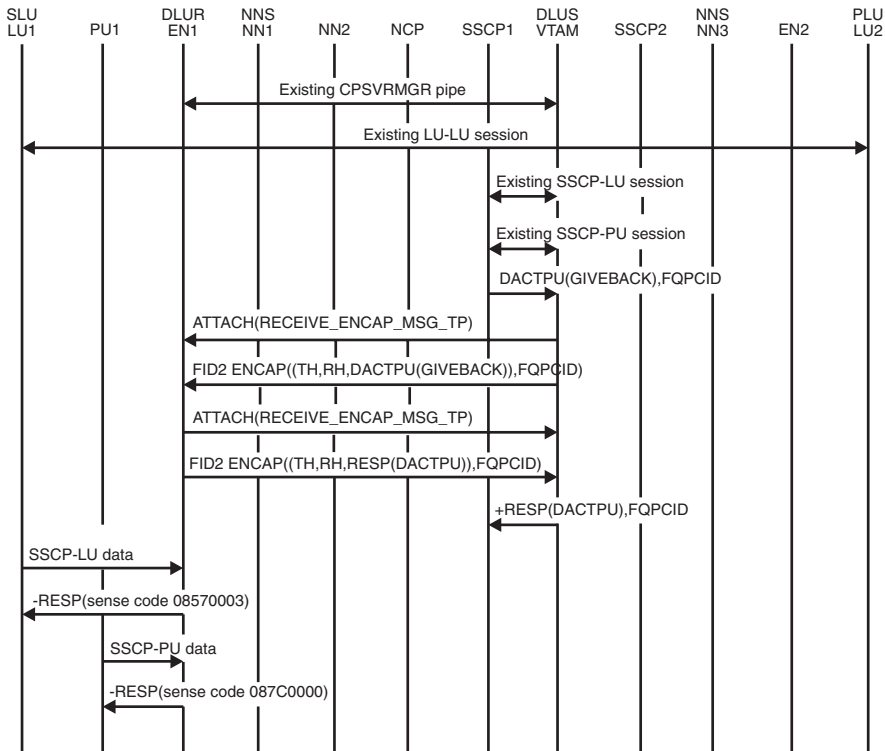 SLU DLUR NNS DLUS NNS PLU
LU1 PU1 EN1 NN1 NN2 NCP SSCP1 VTAM SSCP2 NN3 EN2 LU2
Existing CPSVRMGR pipe
Existing LU-LU session
Existing SSCP-LU session
Existing SSCP-PU session
DACTPU(GIVEBACK),FQPCID
ATTACH(RECEIVE_ENCAP_MSG_TP)
FID2 ENCAP((TH,RH,DACTPU(GIVEBACK)),FQPCID)
ATTACH(RECEIVE_ENCAP_MSG_TP)
FID2 ENCAP((TH,RH,RESP(DACTPU)),FQPCID)
+RESP(DACTPU),FQPCID
SSCP-LU data
-RESP(sense code 08570003)
SSCP-PU data
-RESP(sense code 087C0000)